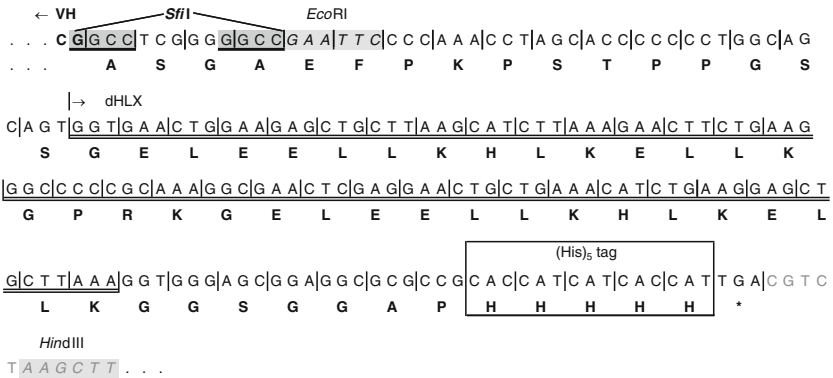 ← VH SfiI EcoRI
. . . C G|G C C|T C G|G G|G G C C|G A A|T T C|C C C|A A A|C C T|A G C|A C C|C C C|C C T|G G C|A G
. . . A S G A E F P K P S T P P G S
|→ dHLX
C|A G T|G G T|G A A|C T G|G A A|G A G|C T G|C T T|A A G|C A T|C T T|A A A|G A A|C T T|C T G|A A G
S G E L E E L L K H L K E L L K
|G G C|C C C|C G C|A A A|G G C|G A A|C T C|G A G|G A A|C T G|C T G|A A A|C A T|C T G|A A G|G A G|C T
G P R K G E L E E L L K H L K E L
(His)5 tag
G|C T T|A A A|G G T|G G G|A G C|G G A|G G C|G C G|C C G|C A C|C A T|C A T|C A C|C A T|T G A|C G T C
L K G G S G G A P H H H H H *
HindIII
T A A G C T T . . .